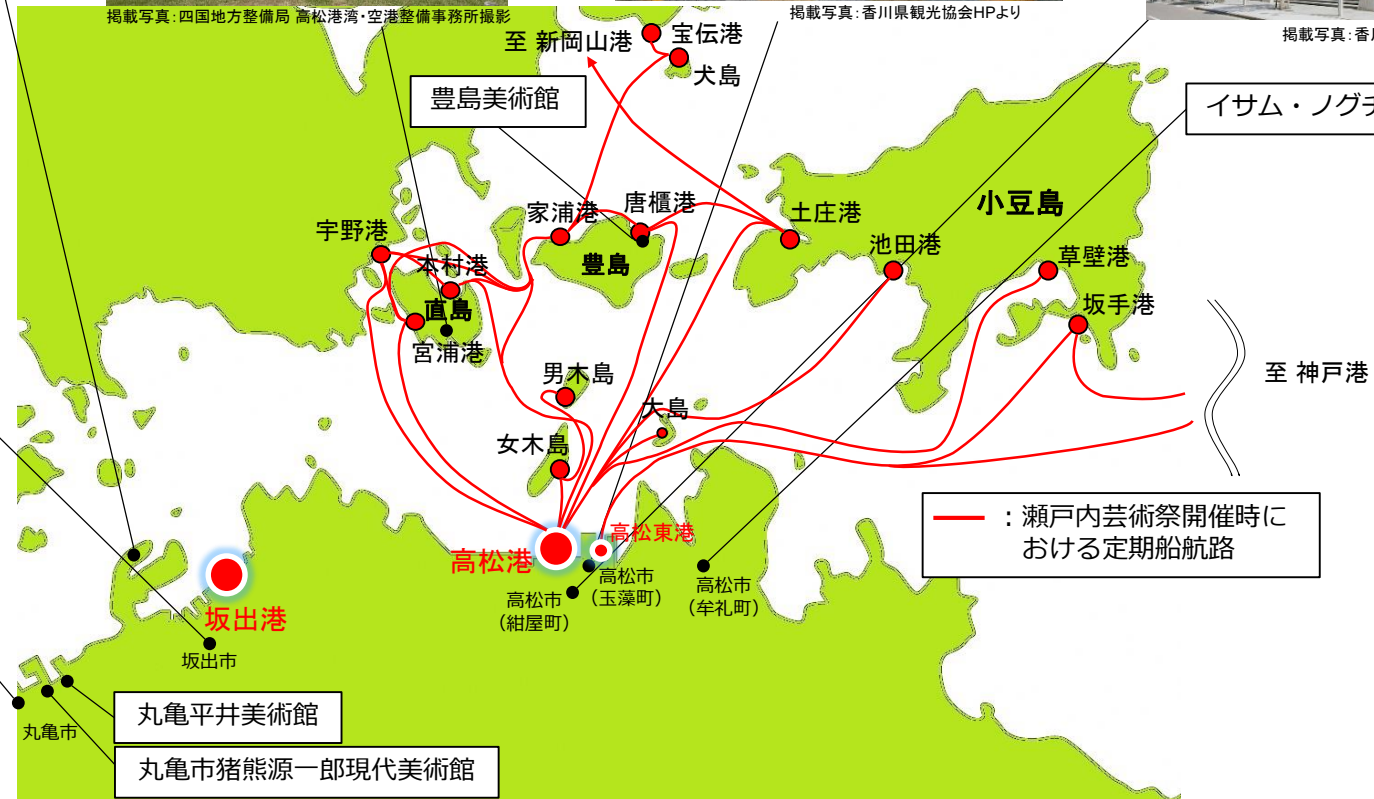 掲載写真：四国地方整備局 高松港湾・空港整備事務所撮影
掲載写真：香川県観光協会HPより
掲載写真：香川
至 新岡山港
宝伝港
犬島
豊島美術館
イサム・ノグチ
小豆島
家浦港
唐櫃港
土庄港
宇野港
池田港
草壁港
本村港
豊島
坂手港
直島
宮浦港
至 神戸港
男木島
大島
女木島
：瀬戸内芸術祭開催時に
おける定期船航路
高松東港
高松港
高松市
（玉藻町）
高松市
（紺屋町）
高松市
（牟礼町）
坂出港
坂出市
丸亀平井美術館
丸亀市
丸亀市猪熊源一郎現代美術館